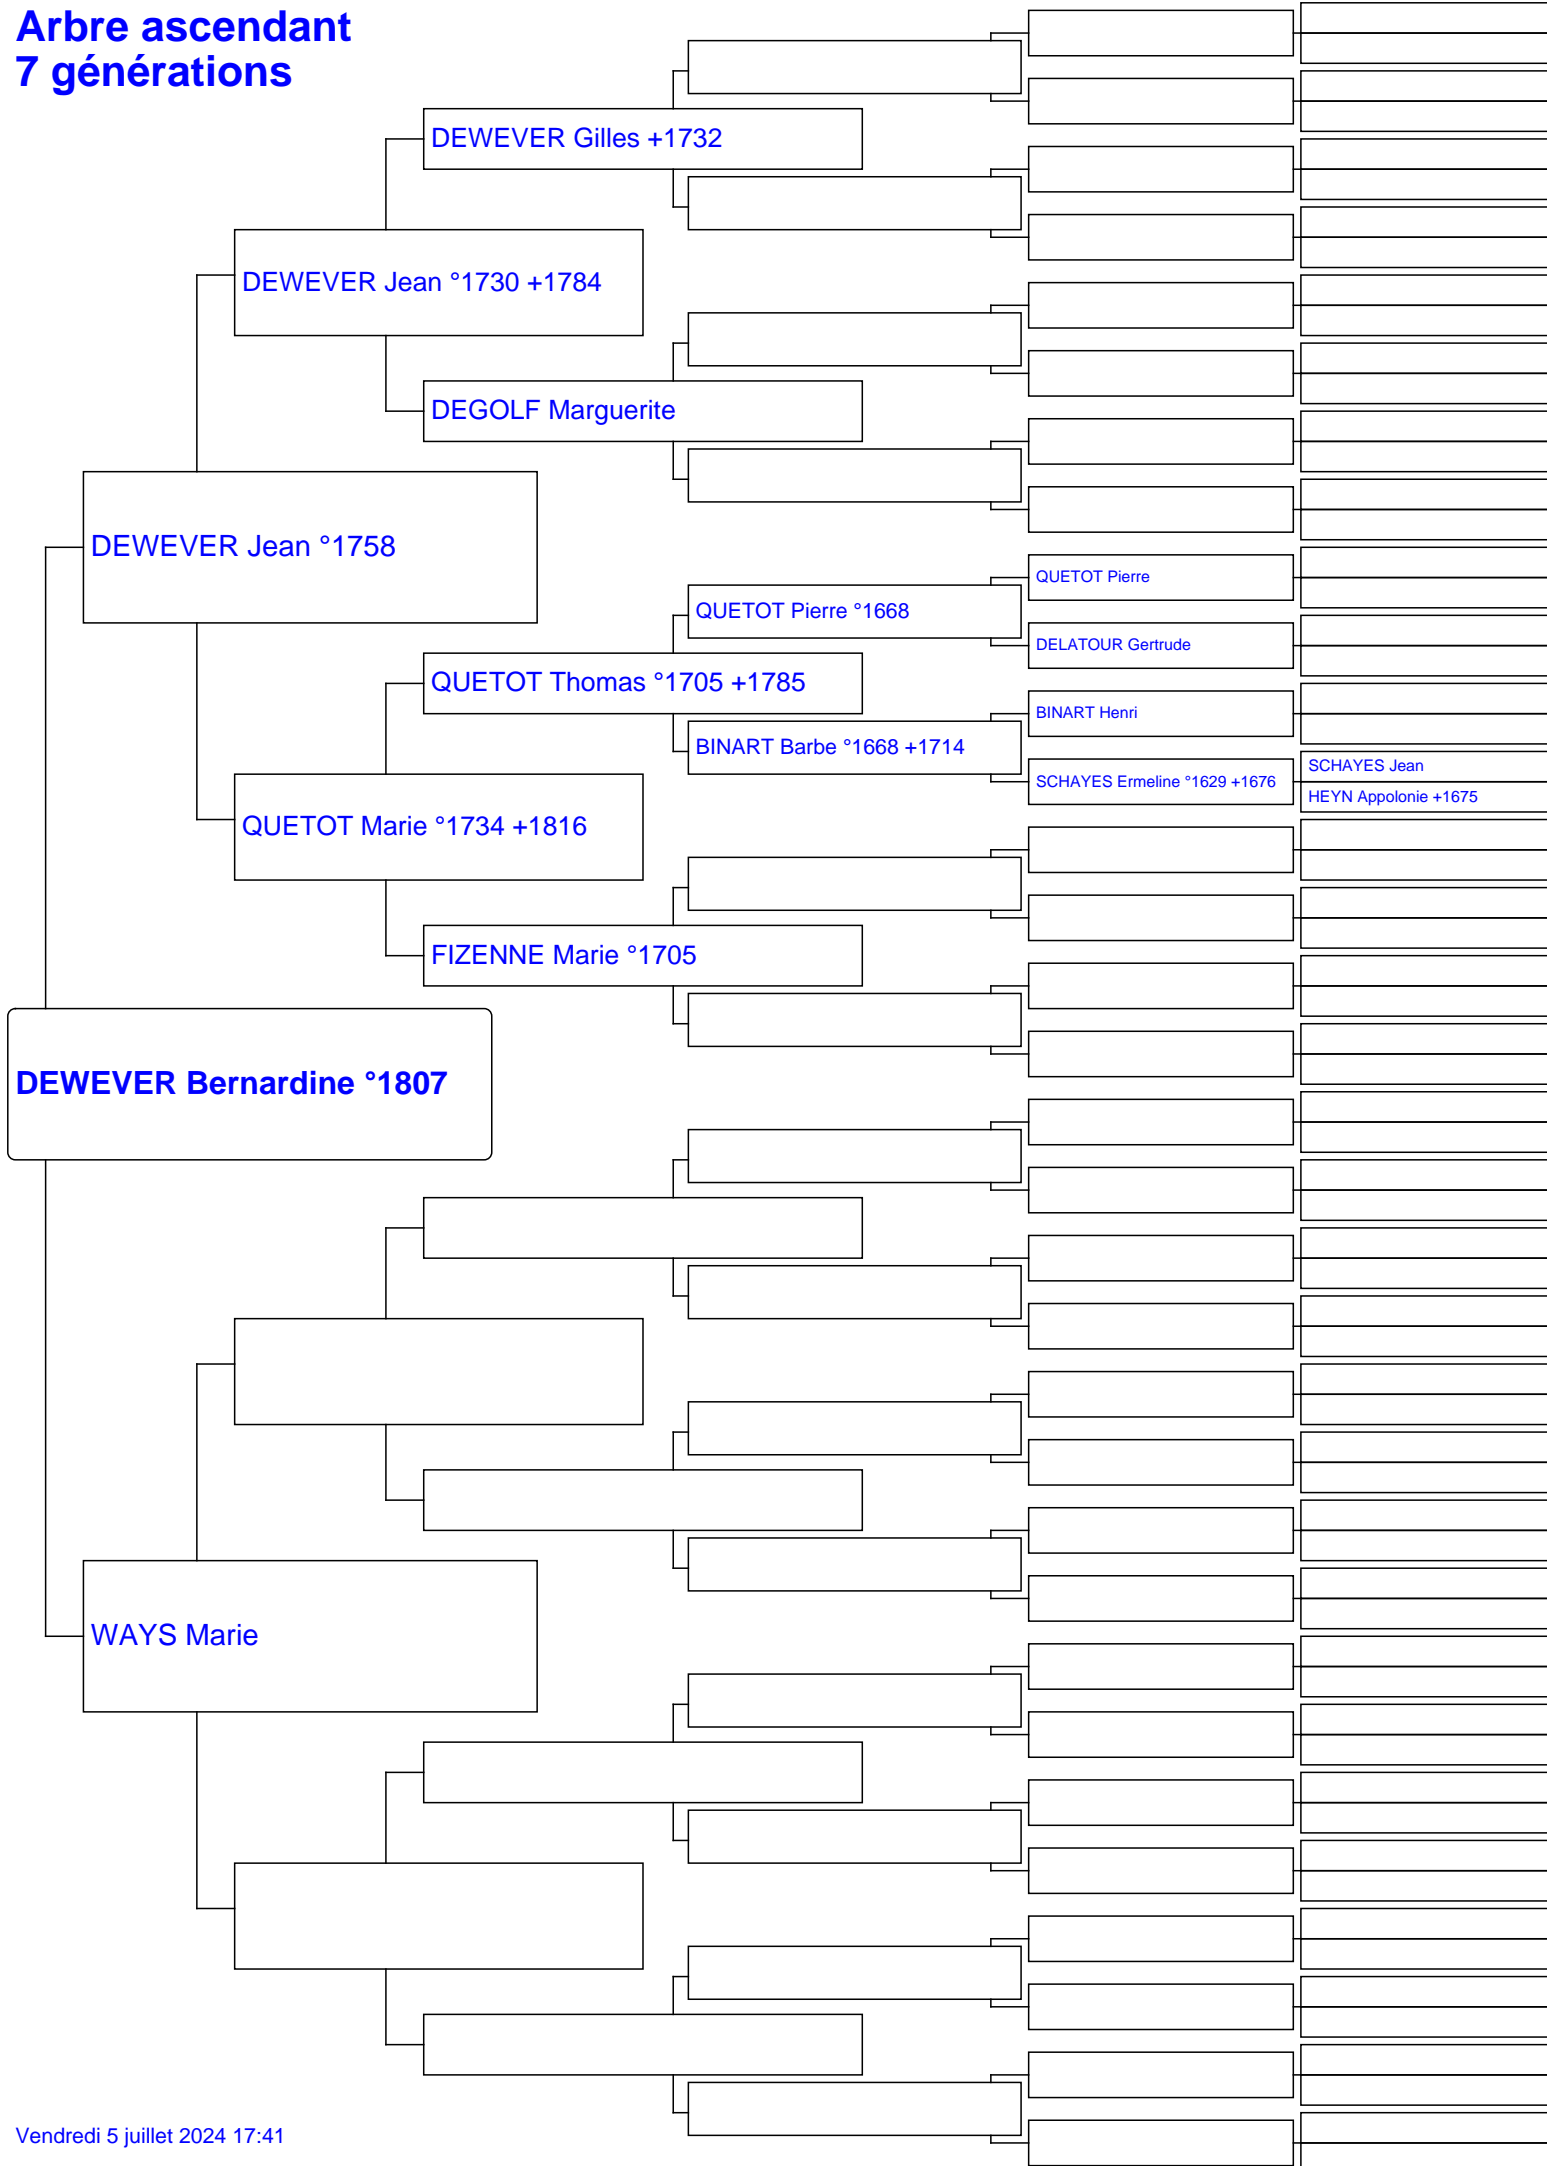 Arbre ascendant
7 générations
DEWEVER Gilles +1732
DEWEVER Jean °1730 +1784
DEGOLF Marguerite
DEWEVER Jean °1758
QUETOT Pierre
QUETOT Pierre °1668
DELATOUR Gertrude
QUETOT Thomas °1705 +1785
BINART Henri
BINART Barbe °1668 +1714
SCHAYES Jean
SCHAYES Ermeline °1629 +1676
HEYN Appolonie +1675
QUETOT Marie °1734 +1816
FIZENNE Marie °1705
DEWEVER Bernardine °1807
WAYS Marie
Vendredi 5 juillet 2024 17:41